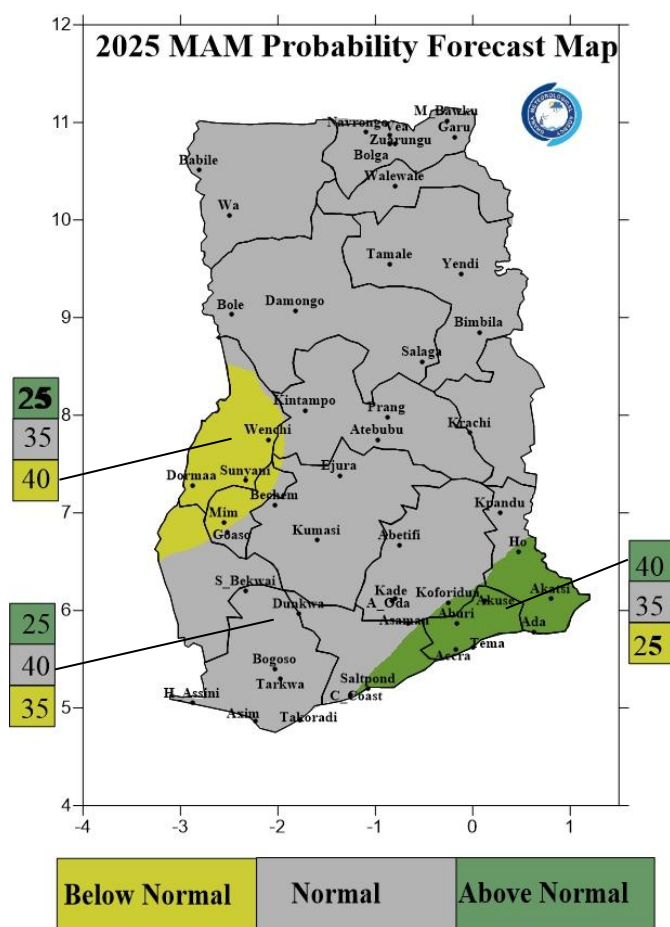 2025 MAM Probability Forecast Map
12
11
10
9
8
7
6
5
4
-4
-3
-2
-1
0
1
M_Bawku
Navrongo
Vea
Garu
Zuarungu
Bolga
Babile
Walewale
Wa
Tamale
Yendi
Bole
Damongo
Bimbila
Salaga
Kintampo
Prang
Wenchi
Atebubu
Krachi
Ejura
Dormaa
Sunyani
Bechem
Kpandu
Mim
Goaso
Kumasi
Abetifi
Ho
S_Bekwai
Kade
Koforidua
Akuse
Akatsi
Dunkwa
A_Oda
Asaman
Aburi
Ada
Tema
Accra
Bogoso
Tarkwa
Saltpond
H_Assini
C_Coast
Axim
Takoradi
25
35
40
25
40
35
40
35
25
Below Normal
Normal
Above Normal